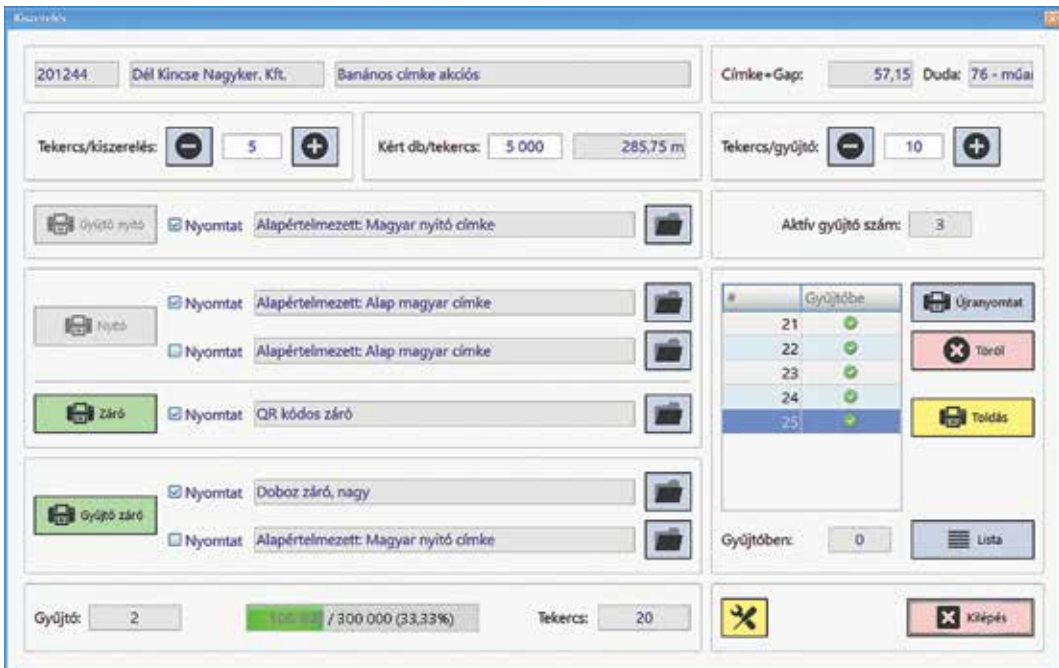 Kiszerelés
201244 Dél Kincse Nagyker. Kft. Banános címke akciós
Címke+Gap: 57,15 Duda: 76 - műai
Tekercs/kiszerelés: 5
Kért db/tekercs: 5 000 285,75 m
Tekercs/gyűjtő: 10
Gyűjtő nyitó Nyomtat Alapértelmezett: Magyar nyitó címke
Aktív gyűjtő szám: 3
Nyitó
Nyomtat Alapértelmezett: Alap magyar címke
Nyomtat Alapértelmezett: Alap magyar címke
Záró Nyomtat QR kódos záró
# Gyűjtőbe
21
22
23
24
25
Újranyomtat
Töröl
Toldás
Gyűjtő záró
Nyomtat Doboz záró, nagy
Nyomtat Alapértelmezett: Magyar nyitó címke
Gyűjtőben: 0 Lista
Gyűjtő: 2 / 300 000 (33,33%) Tekercs: 20
Kilépés